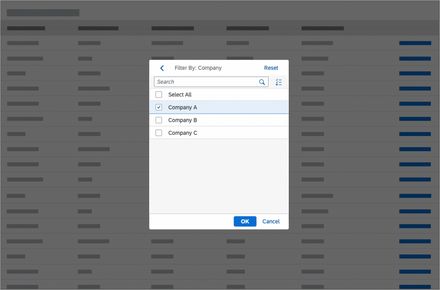 Filter By: Company
Reset
Search
Select All
Company A
Company B
Company C
OK
Cancel